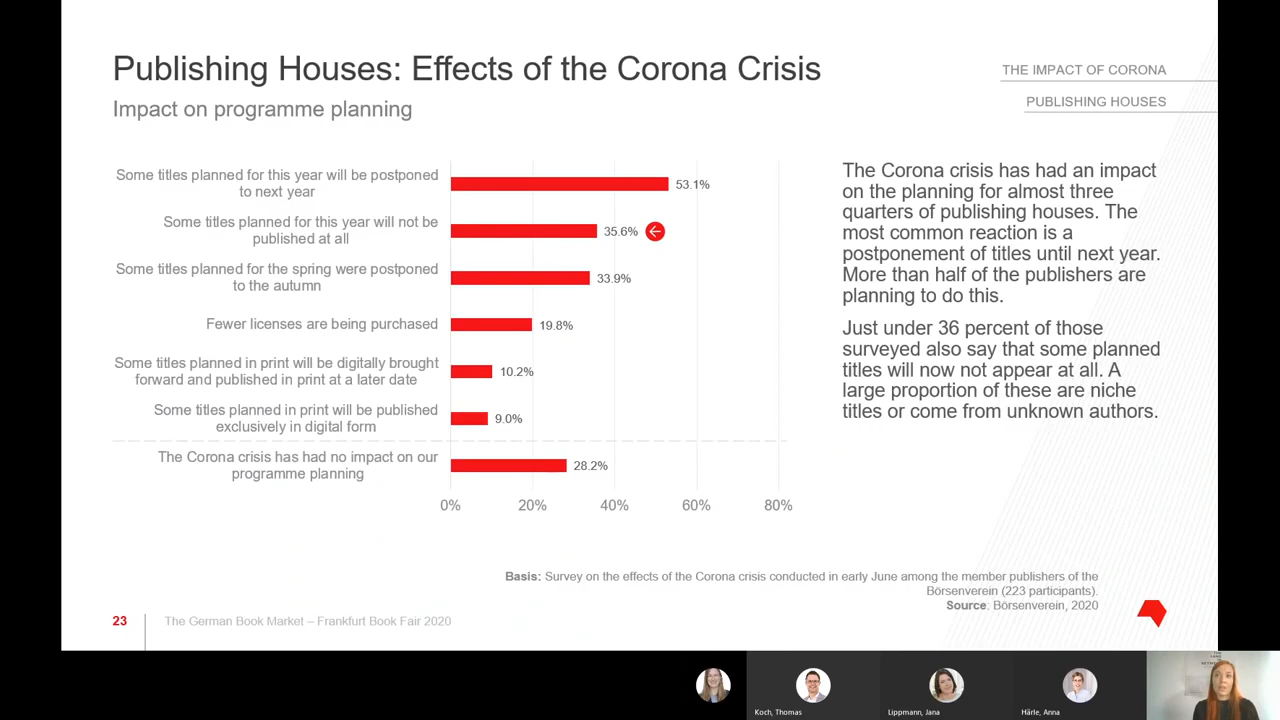 Publishing Houses: Effects of the Corona Crisis
Impact on programme planning
THE IMPACT OF CORONA
PUBLISHING HOUSES
Some titles planned for this year will be postponed
to next year
53.1%
Some titles planned for this year will not be
published at all
35.6%
Some titles planned for the spring were postponed
to the autumn
33.9%
Fewer licenses are being purchased
19.8%
Some titles planned in print will be digitally brought
forward and published in print at a later date
10.2%
Some titles planned in print will be published
exclusively in digital form
9.0%
The Corona crisis has had no impact on our
programme planning
28.2%
0% 20% 40% 60% 80%
The Corona crisis has had an impact
on the planning for almost three
quarters of publishing houses. The
most common reaction is a
postponement of titles until next year.
More than half of the publishers are
planning to do this.
Just under 36 percent of those
surveyed also say that some planned
titles will now not appear at all. A
large proportion of these are niche
titles or come from unknown authors.
Basis: Survey on the effects of the Corona crisis conducted in early June among the member publishers of the
Börsenverein (223 participants).
Source: Börsenverein, 2020
23 The German Book Market – Frankfurt Book Fair 2020
Koch, Thomas
Lippmann, Jana
Härle, Anna